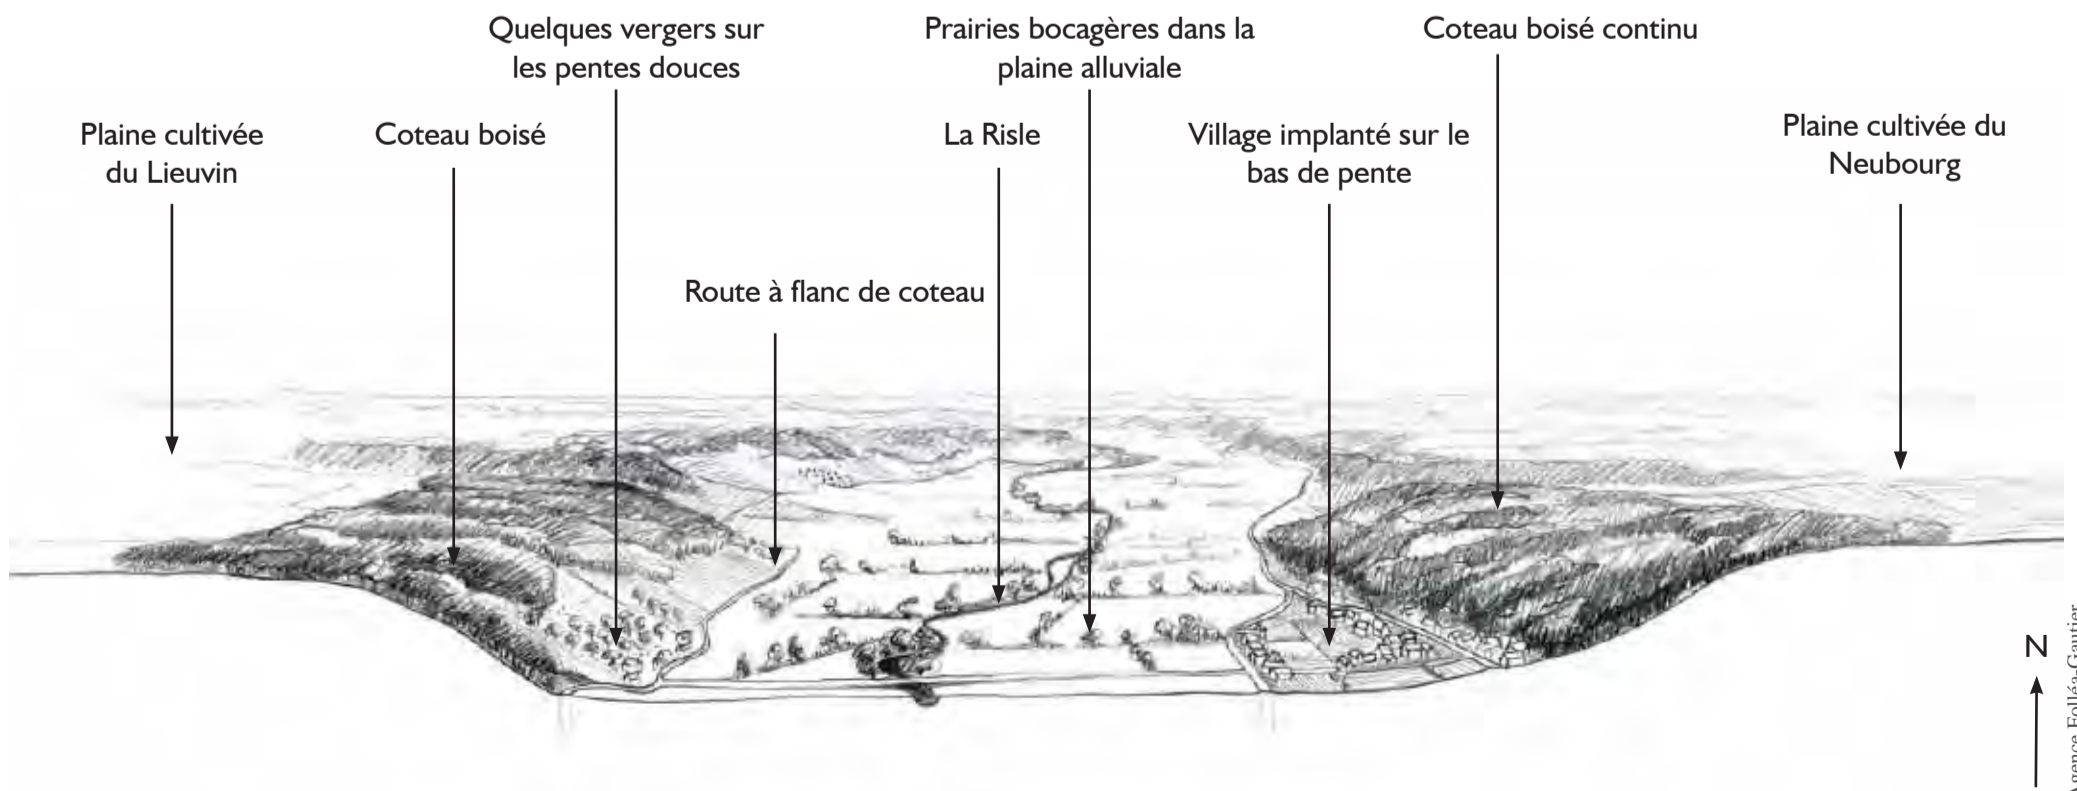 Quelques vergers sur
les pentes douces
Prairies bocagères dans la
plaine alluviale
Coteau boisé continu
Plaine cultivée
du Lieuvin
Coteau boisé
La Risle
Village implanté sur le
bas de pente
Plaine cultivée du
Neubourg
Route à flanc de coteau
N
Agence Folléa-Gautier